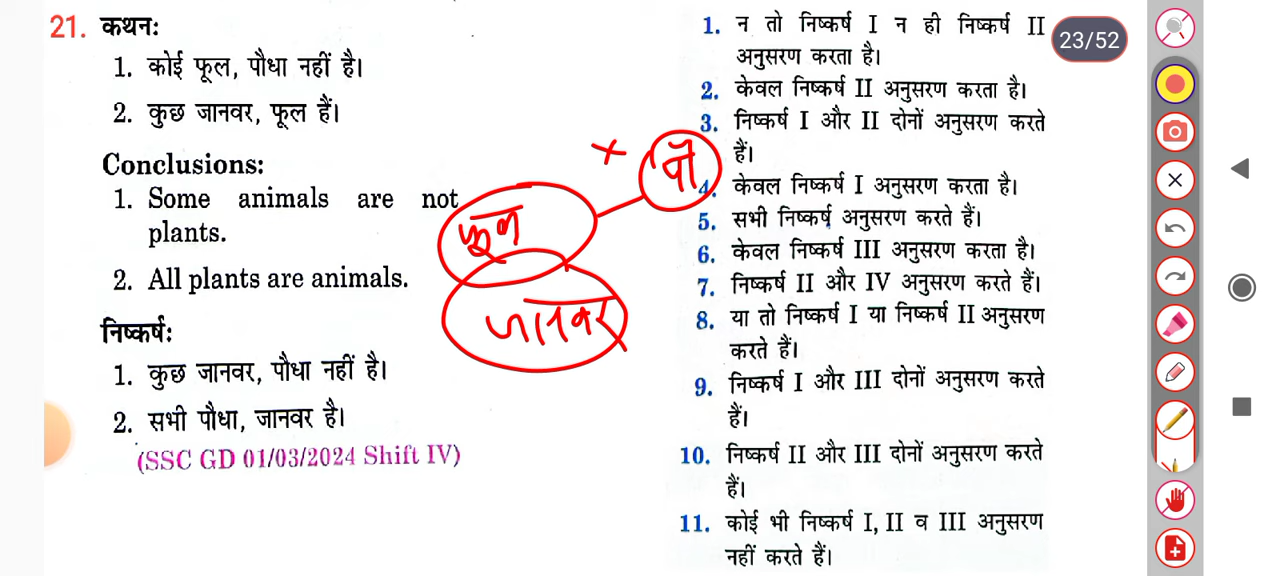 21. कथन:
1. कोई फूल, पौधा नहीं है।
2. कुछ जानवर, फूल हैं।
Conclusions:
1. Some animals are not
plants.
2. All plants are animals.
निष्कर्ष:
1. कुछ जानवर, पौधा नहीं है।
2. सभी पौधा, जानवर है।
(SSC GD 01/03/2024 Shift IV)
फूल
जानवर
पौ
1. न तो निष्कर्ष I न ही निष्कर्ष II
अनुसरण करता है।
2. केवल निष्कर्ष II अनुसरण करता है।
3. निष्कर्ष I और II दोनों अनुसरण करते
हैं।
4. केवल निष्कर्ष I अनुसरण करता है।
5. सभी निष्कर्ष अनुसरण करते हैं।
6. केवल निष्कर्ष III अनुसरण करता है।
7. निष्कर्ष II और IV अनुसरण करते हैं।
8. या तो निष्कर्ष I या निष्कर्ष II अनुसरण
करते हैं।
9. निष्कर्ष I और III दोनों अनुसरण करते
हैं।
10. निष्कर्ष II और III दोनों अनुसरण करते
हैं।
11. कोई भी निष्कर्ष I, II व III अनुसरण
नहीं करते हैं।
23/52